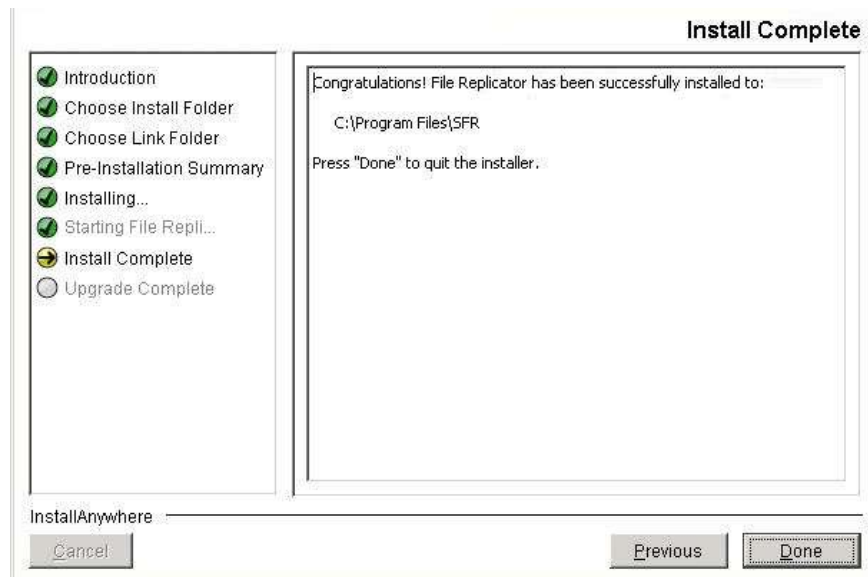 Install Complete
Introduction
Choose Install Folder
Choose Link Folder
Pre-Installation Summary
Installing...
Starting File Repli...
Install Complete
Upgrade Complete
Congratulations! File Replicator has been successfully installed to:
C:\Program Files\SFR
Press "Done" to quit the installer.
InstallAnywhere
Cancel
Previous
Done